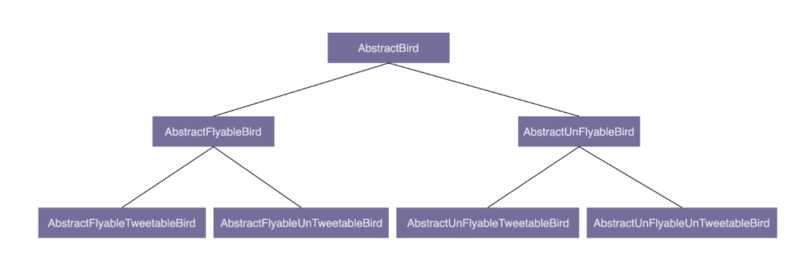 AbstractBird
AbstractFlyableBird
AbstractUnFlyableBird
AbstractFlyableTweetableBird
AbstractFlyableUnTweetableBird
AbstractUnFlyableTweetableBird
AbstractUnFlyableUnTweetableBird